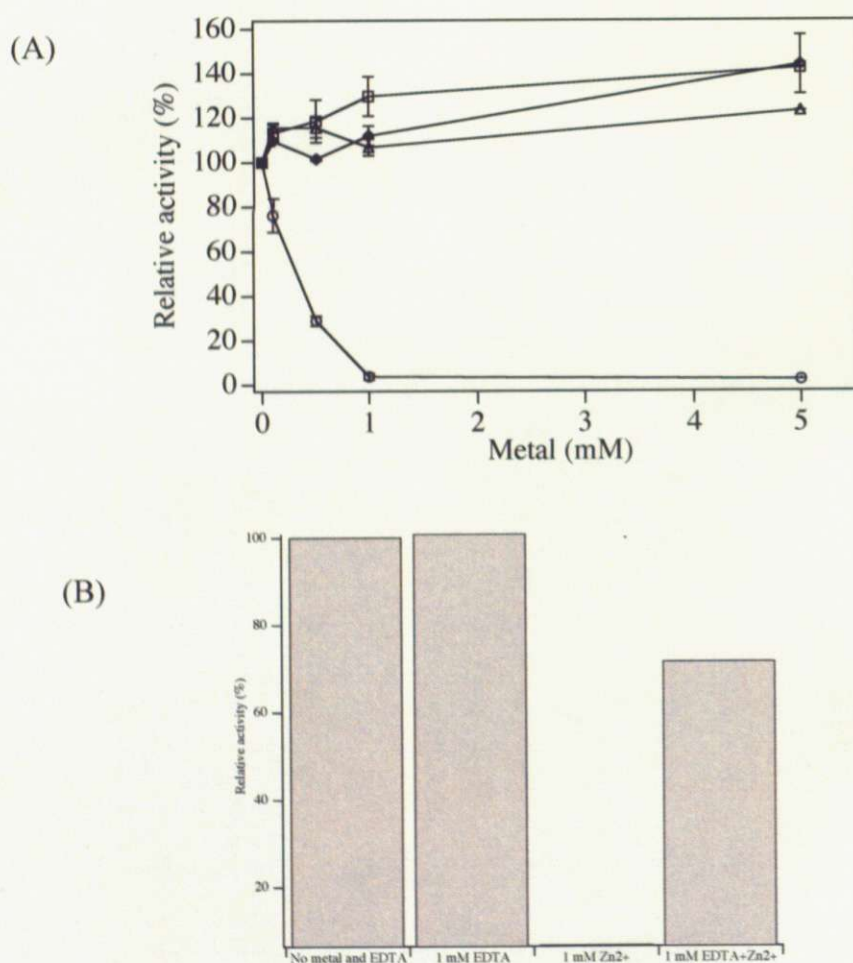 (A)
Relative activity (%)
160
140
120
100
80
60
40
20
0
0 1 2 3 4 5
Metal (mM)
(B)
Relative activity (%)
100
80
60
40
20
No metal and EDTA 1 mM EDTA 1 mM Zn2+ 1 mM EDTA+Zn2+